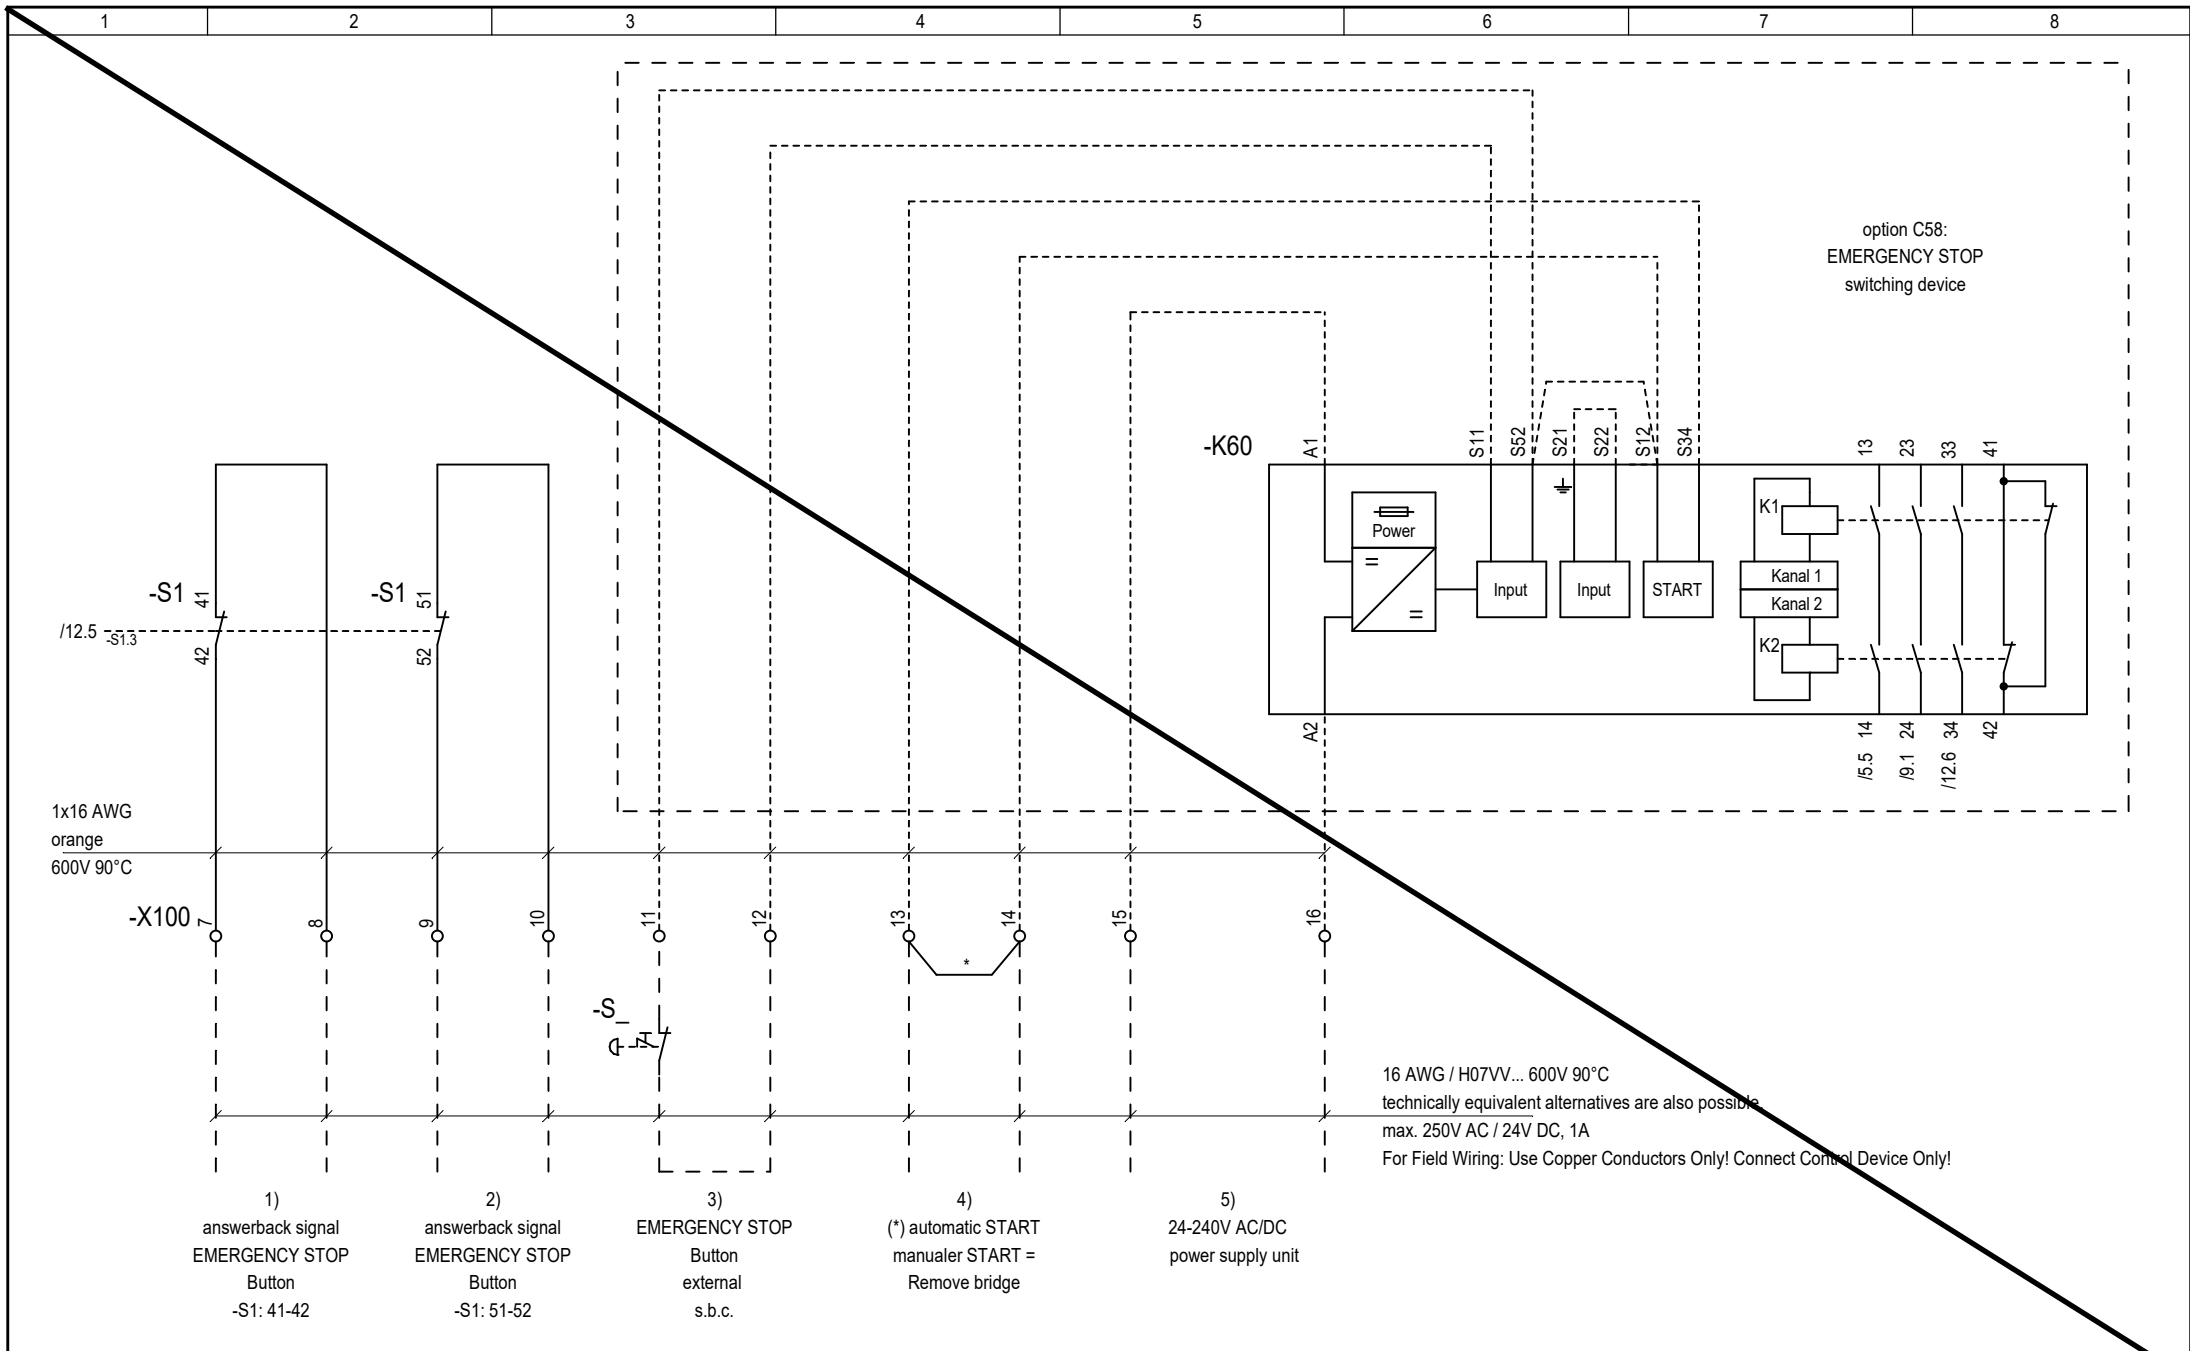 1 2 3 4 5 6 7 8
option C58:
EMERGENCY STOP
switching device
-K60
A1 S11 S52 S21 S22 S12 S34 13 23 33 41
Power
=
=
Input
Input
START
K1
Kanal 1
Kanal 2
K2
A2 14 24 34 42
/5.5 /9.1 /12.6
-S1 41 42
-S1 51 52
/12.5 -S1.3
1x16 AWG
orange
600V 90°C
-X100 7 8 9 10 11 12 13 14 15 16
*
-S_
16 AWG / H07VV... 600V 90°C
technically equivalent alternatives are also possible.
max. 250V AC / 24V DC, 1A
For Field Wiring: Use Copper Conductors Only! Connect Control Device Only!
1)
answerback signal
EMERGENCY STOP
Button
-S1: 41-42
2)
answerback signal
EMERGENCY STOP
Button
-S1: 51-52
3)
EMERGENCY STOP
Button
external
s.b.c.
4)
(*) automatic START
manualer START =
Remove bridge
5)
24-240V AC/DC
power supply unit